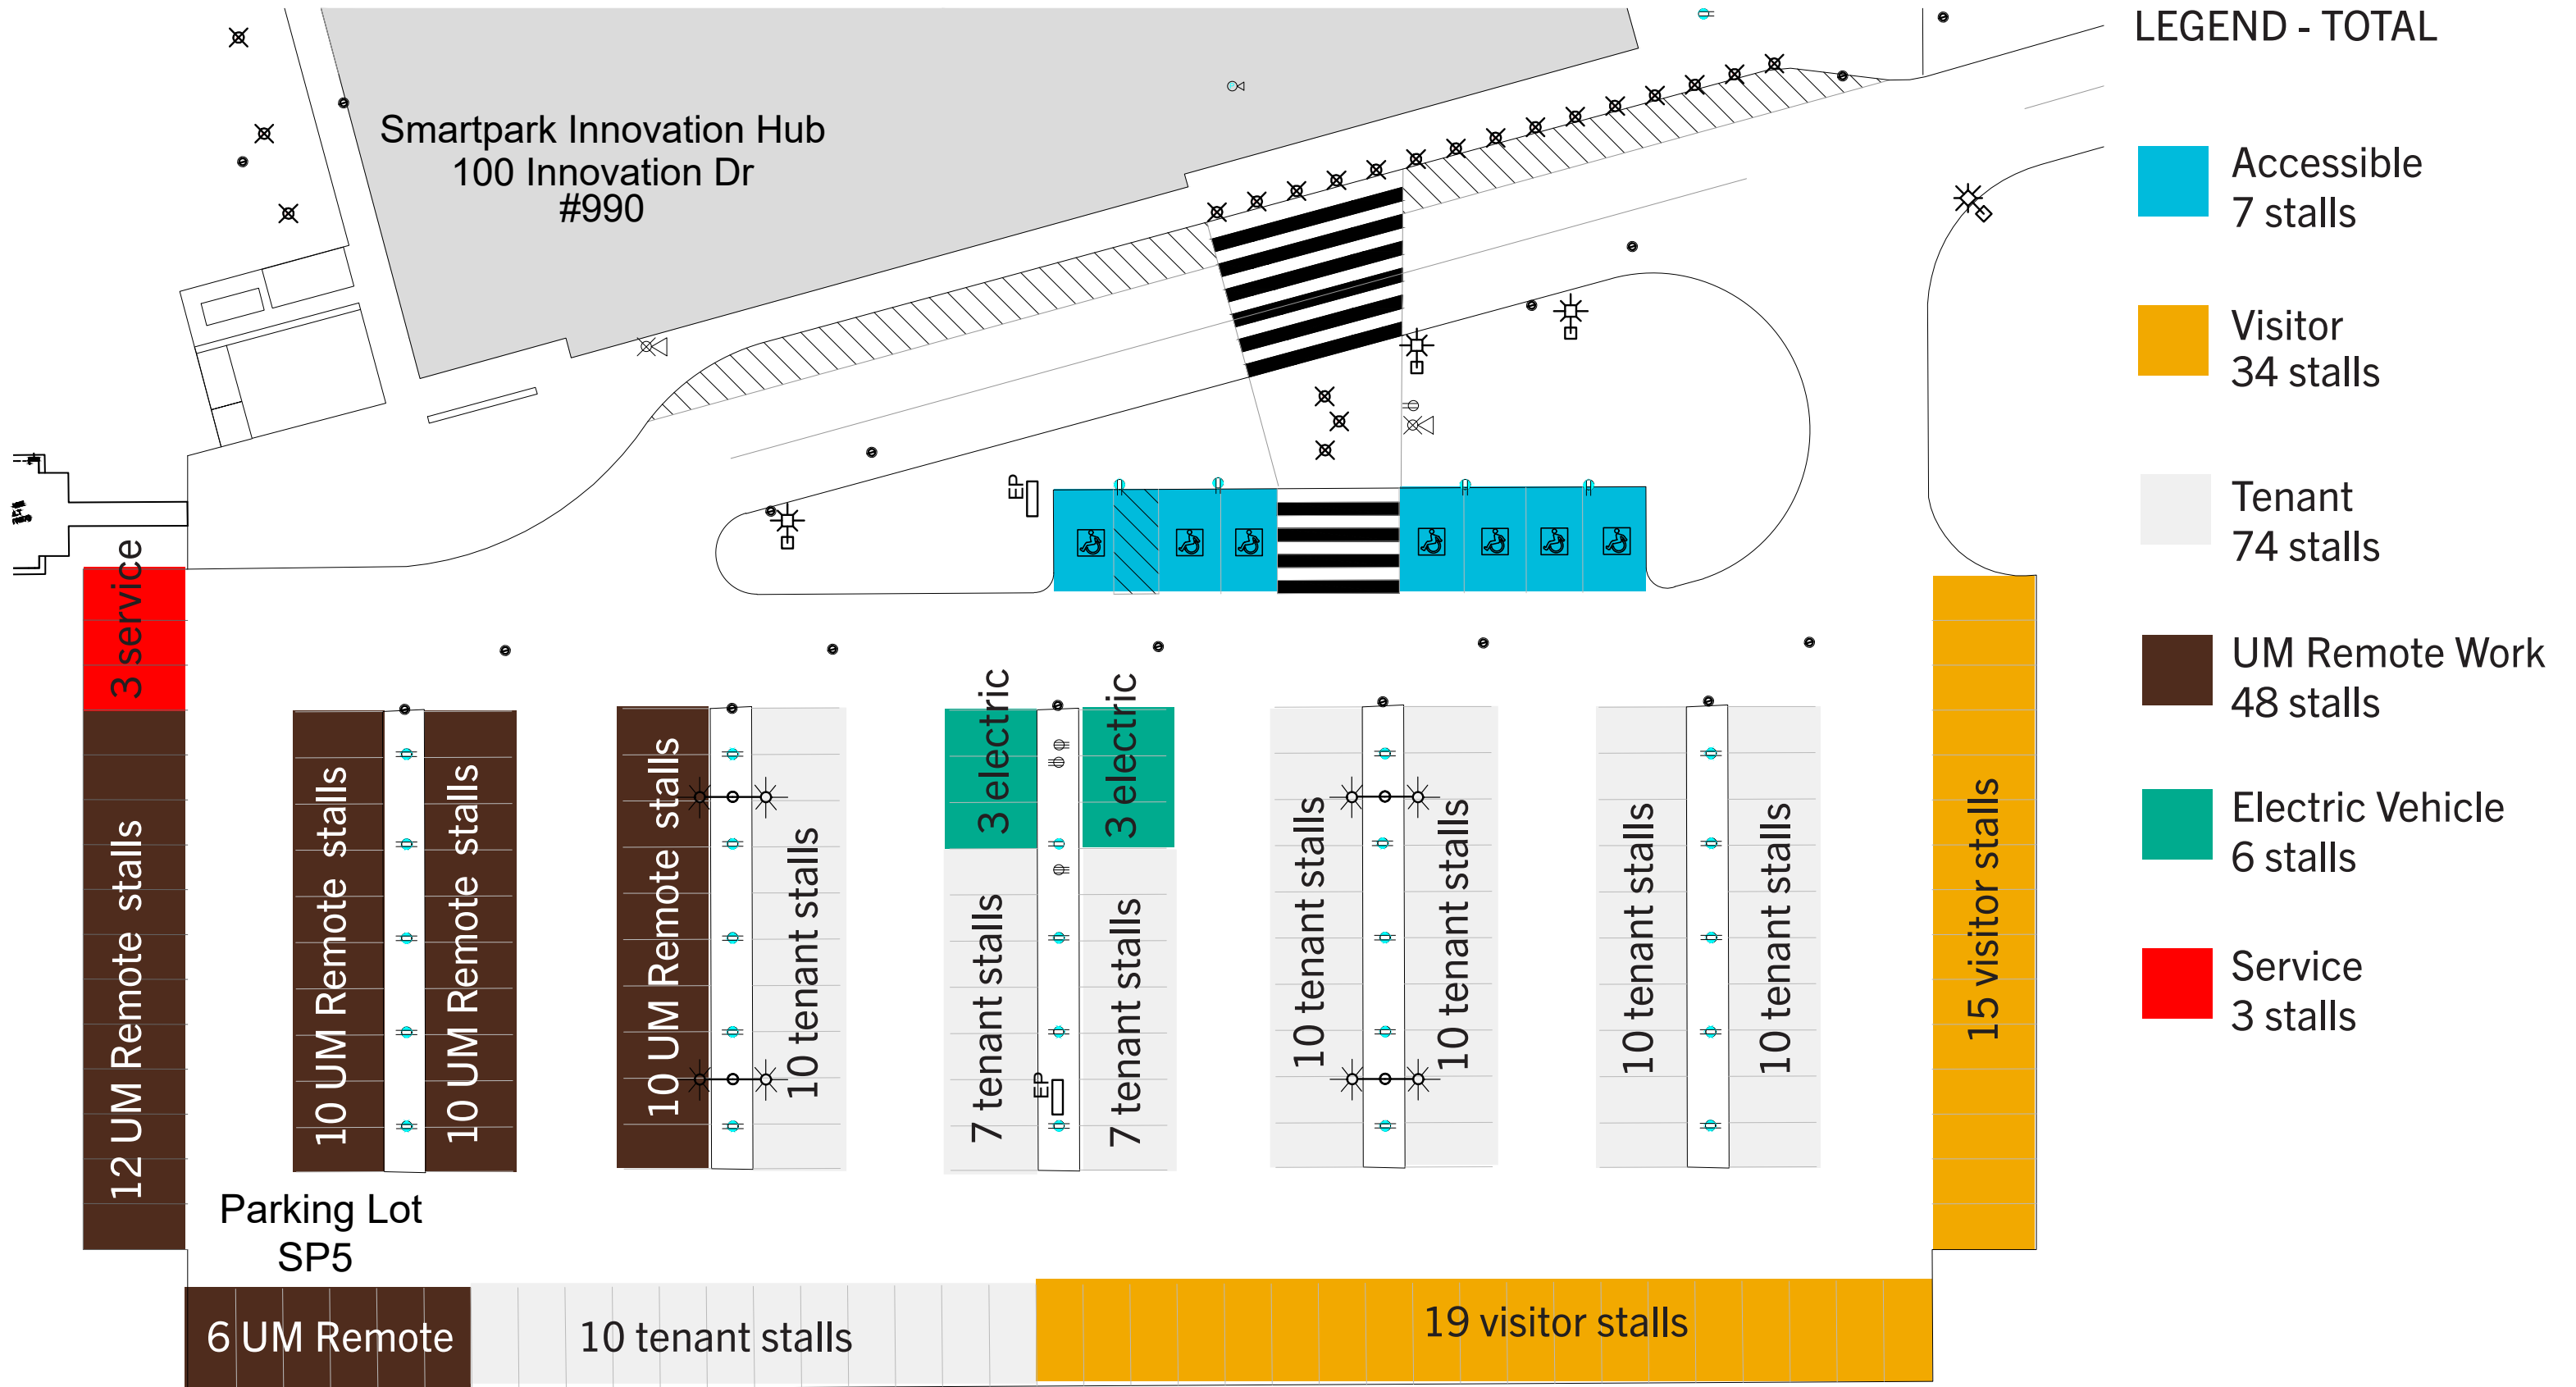 LEGEND - TOTAL
Smartpark Innovation Hub
100 Innovation Dr
#990
Accessible
7 stalls
Visitor
34 stalls
Tenant
74 stalls
UM Remote Work
48 stalls
Electric Vehicle
6 stalls
Service
3 stalls
EP
3 service
12 UM Remote stalls
10 UM Remote stalls
10 UM Remote stalls
10 UM Remote stalls
10 tenant stalls
3 electric
7 tenant stalls
EP
3 electric
7 tenant stalls
10 tenant stalls
10 tenant stalls
10 tenant stalls
10 tenant stalls
15 visitor stalls
Parking Lot
SP5
6 UM Remote
10 tenant stalls
19 visitor stalls